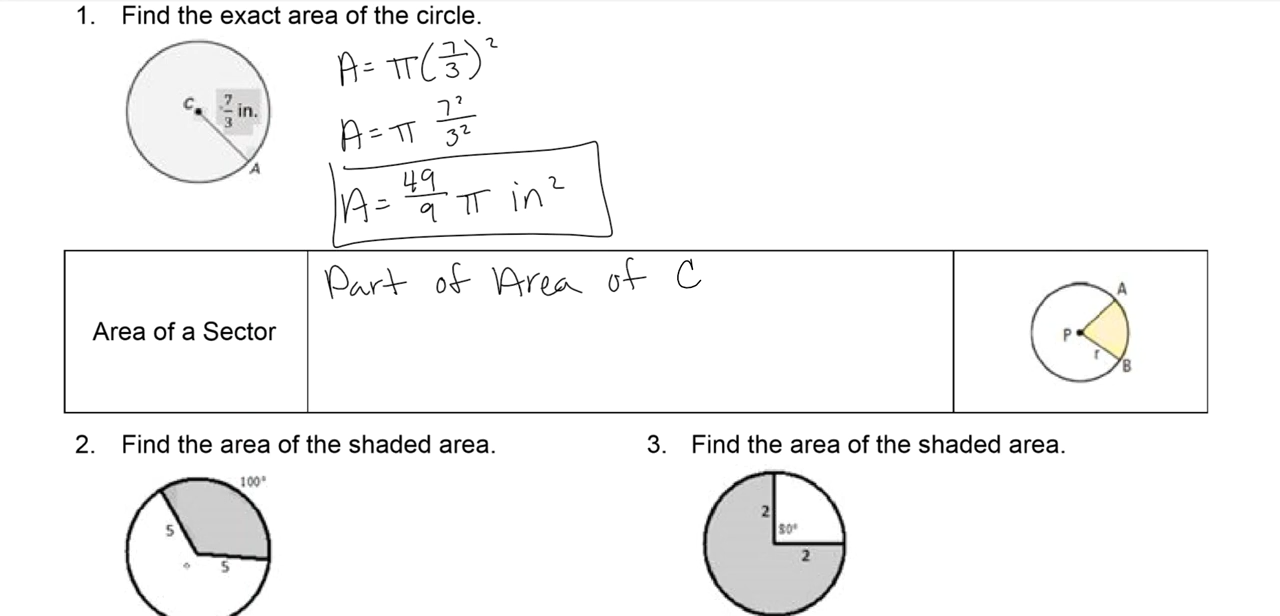 1. Find the exact area of the circle.
C
7/3 in.
A
A = π(7/3)²
A = π 7²/3²
A = 49/9 π in²
Area of a Sector
Part of Area of C
A
P
r
B
2. Find the area of the shaded area.
100°
5
5
3. Find the area of the shaded area.
2
80°
2